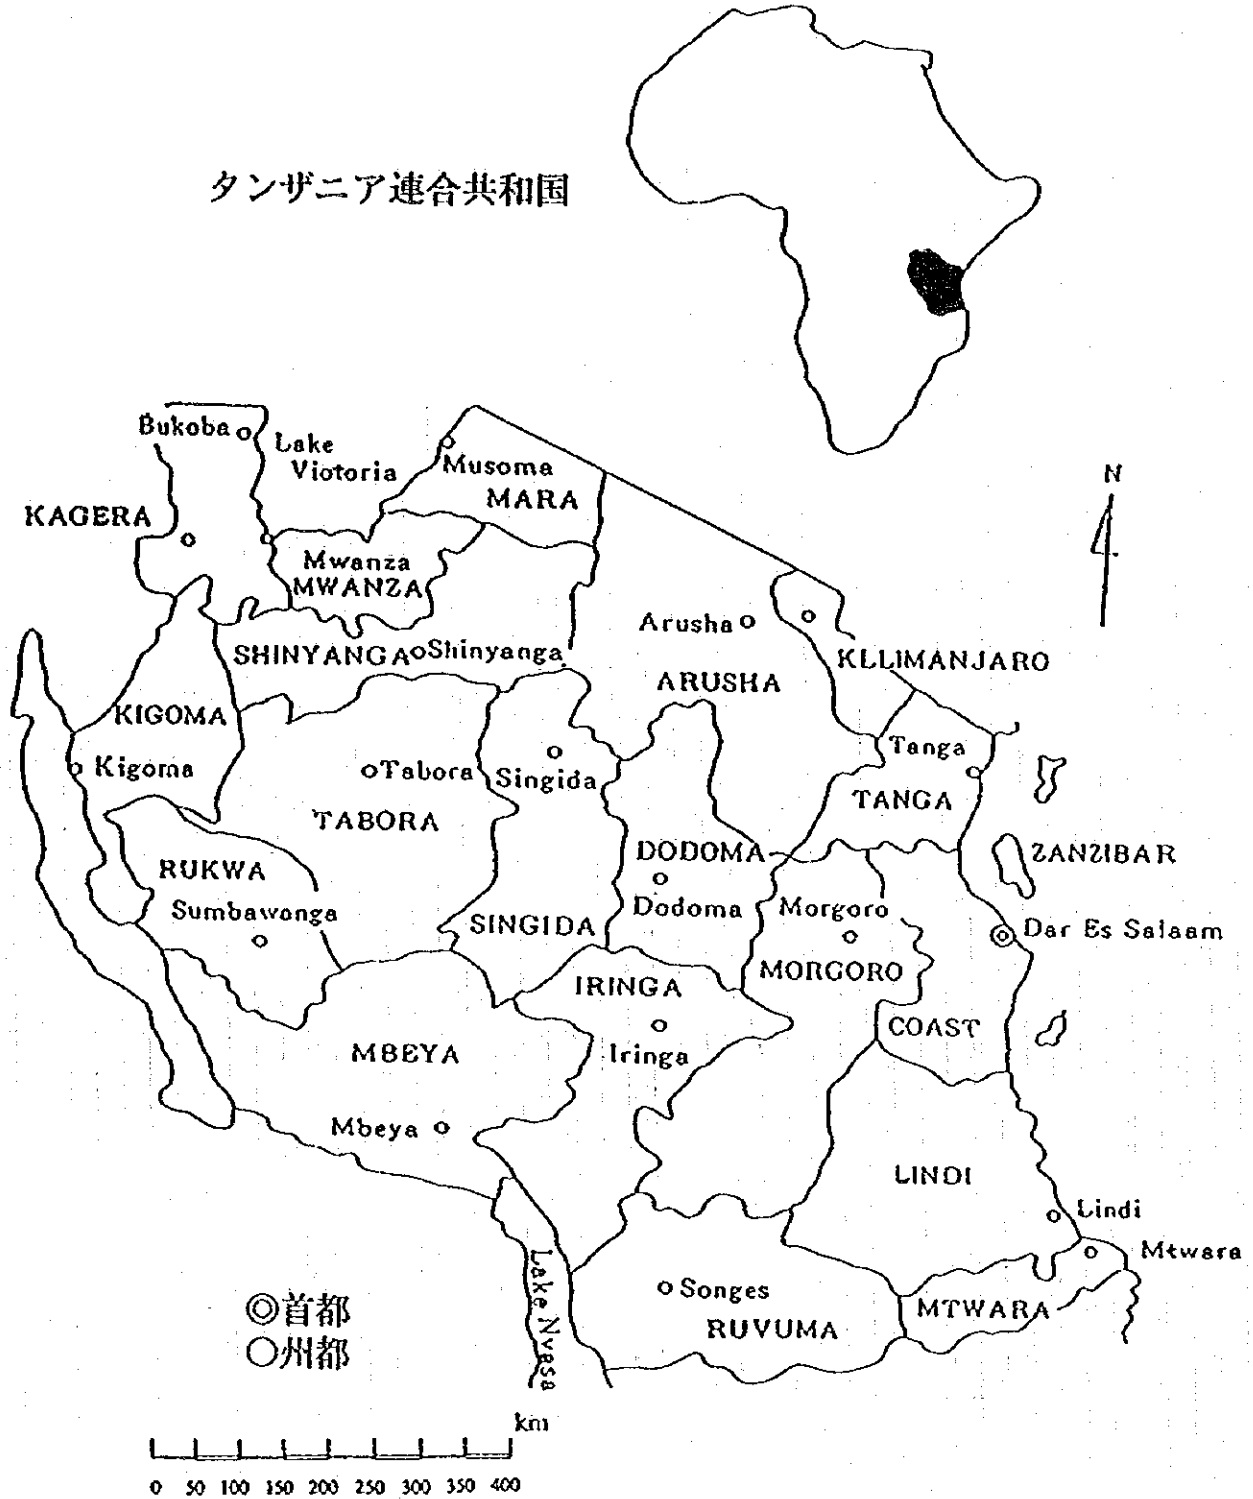 タンザニア連合共和国
Bukoba
Lake
Viotoria
Musoma
MARA
N
KAGERA
Mwanza
MWANZA
Arusha
SHINYANGA
Shinyanga
KLLIMANJARO
ARUSHA
KIGOMA
Kigoma
Tabora
Singida
Tanga
TANGA
TABORA
DODOMA
ZANZIBAR
RUKWA
Sumbawonga
Dodoma
Morgoro
SINGIDA
Dar Es Salaam
MORGORO
IRINGA
COAST
MBEYA
Iringa
Mbeya
LINDI
Lindi
Mtwara
Lake Nyasa
Songes
RUVUMA
MTWARA
◎首都
○州都
km
0 50 100 150 200 250 300 350 400